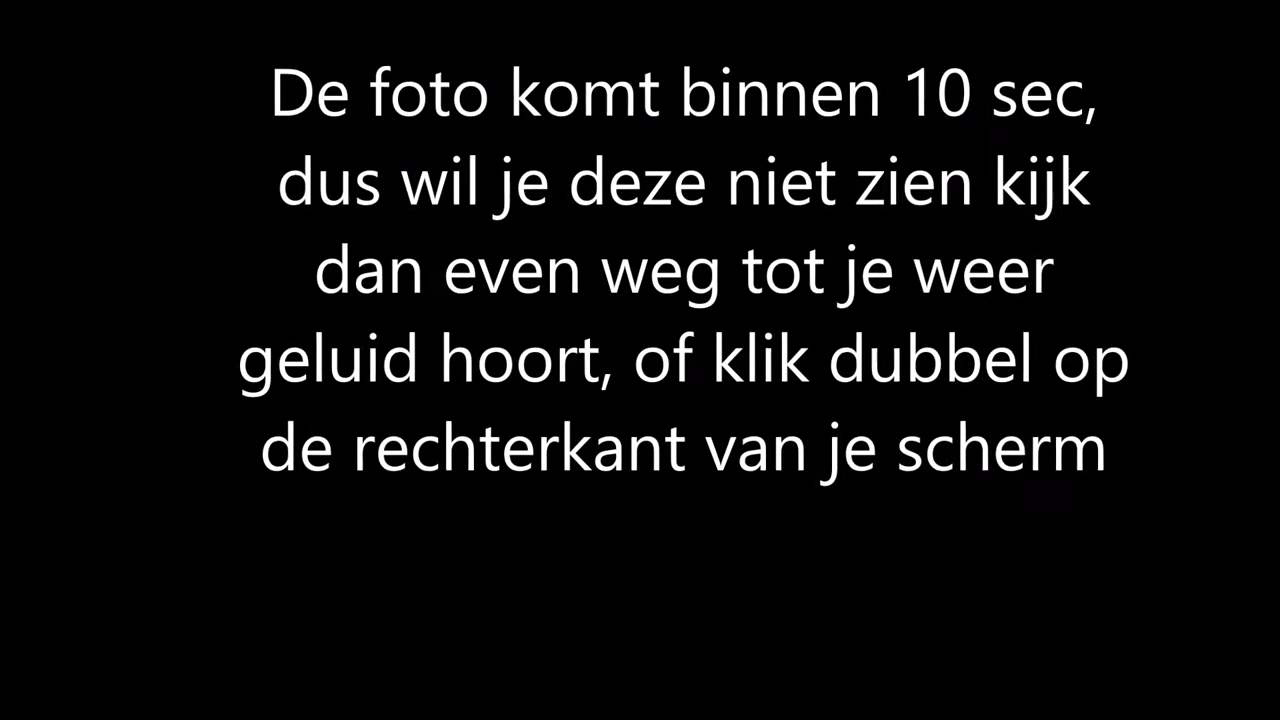 De foto komt binnen 10 sec,
dus wil je deze niet zien kijk
dan even weg tot je weer
geluid hoort, of klik dubbel op
de rechterkant van je scherm